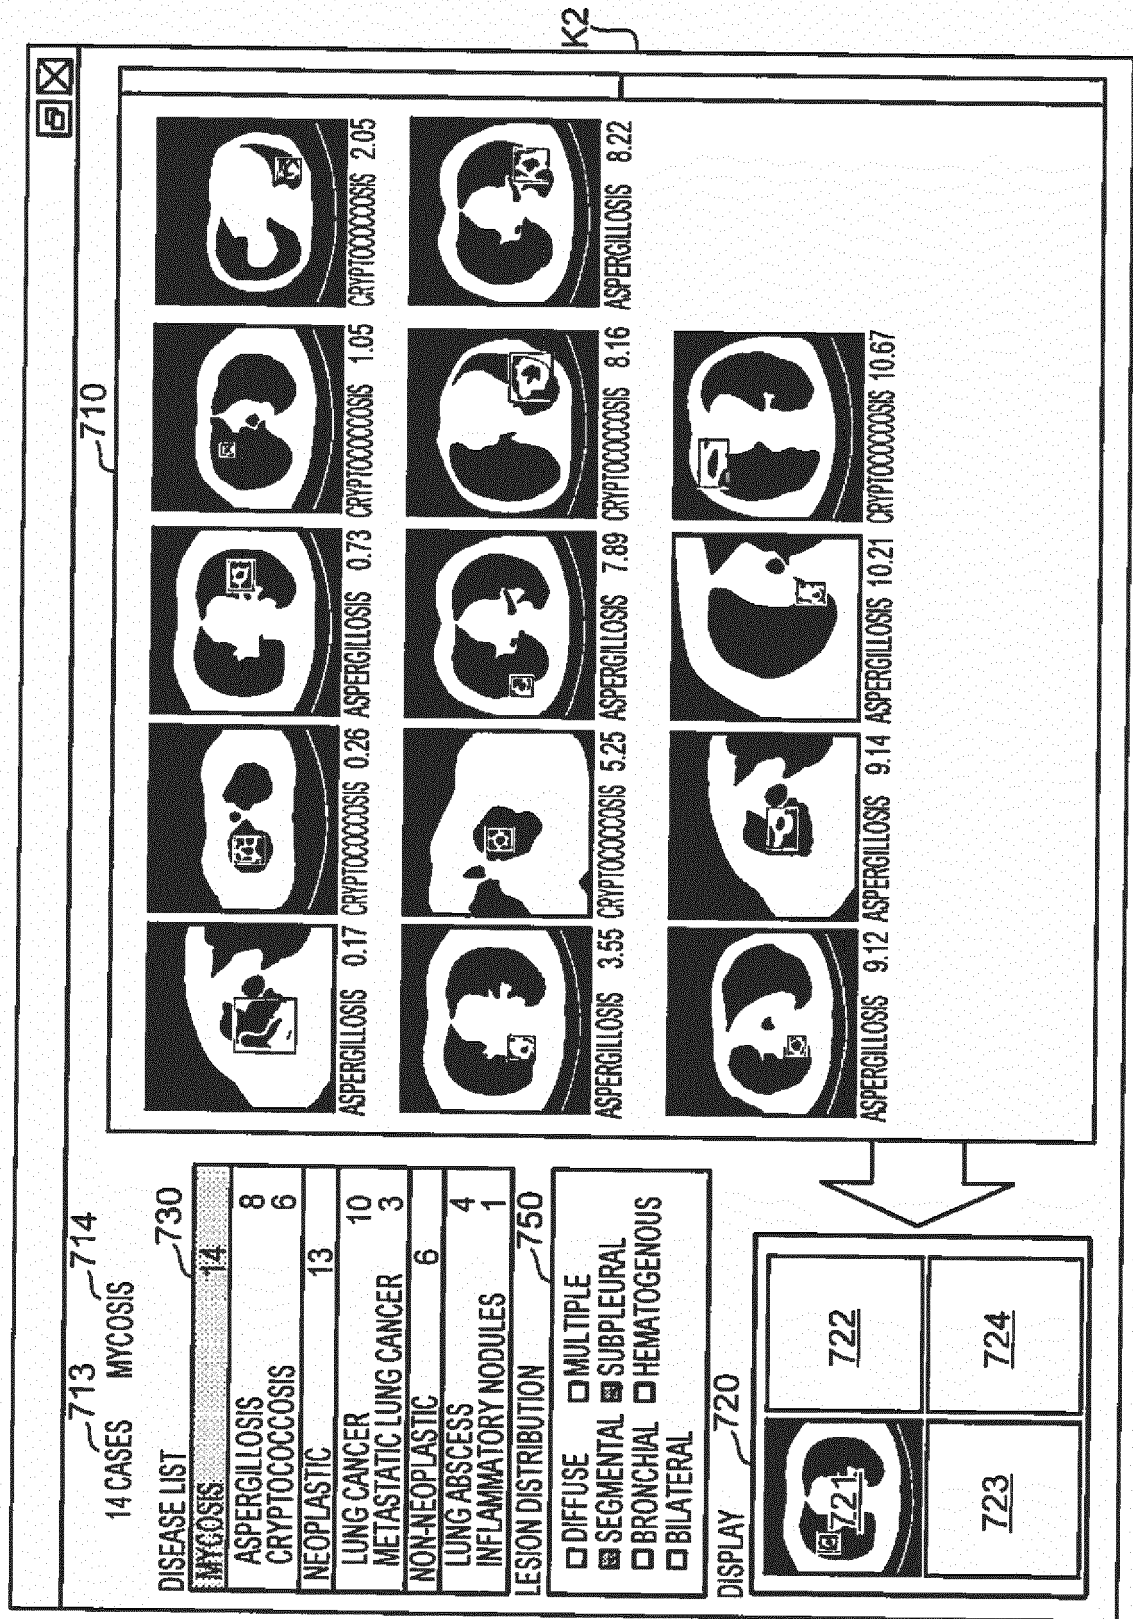 K2
710
713
714
14 CASES MYCOSIS
DISEASE LIST
730
MYCOSIS 14
ASPERGILLOSIS 8
CRYPTOCOCCOSIS 6
NEOPLASTIC 13
LUNG CANCER 10
METASTATIC LUNG CANCER 3
NON-NEOPLASTIC 6
LUNG ABSCESS 4
INFLAMMATORY NODULES 1
LESION DISTRIBUTION
750
DIFFUSE MULTIPLE
SEGMENTAL SUBPLEURAL
BRONCHIAL HEMATOGENOUS
BILATERAL
DISPLAY
720
721
722
723
724
ASPERGILLOSIS 0.17
CRYPTOCOCCOSIS 0.26
ASPERGILLOSIS 0.73
CRYPTOCOCCOSIS 1.05
CRYPTOCOCCOSIS 2.05
ASPERGILLOSIS 3.55
CRYPTOCOCCOSIS 5.25
ASPERGILLOSIS 7.89
CRYPTOCOCCOSIS 8.16
ASPERGILLOSIS 8.22
ASPERGILLOSIS 9.12
ASPERGILLOSIS 9.14
ASPERGILLOSIS 10.21
CRYPTOCOCCOSIS 10.67